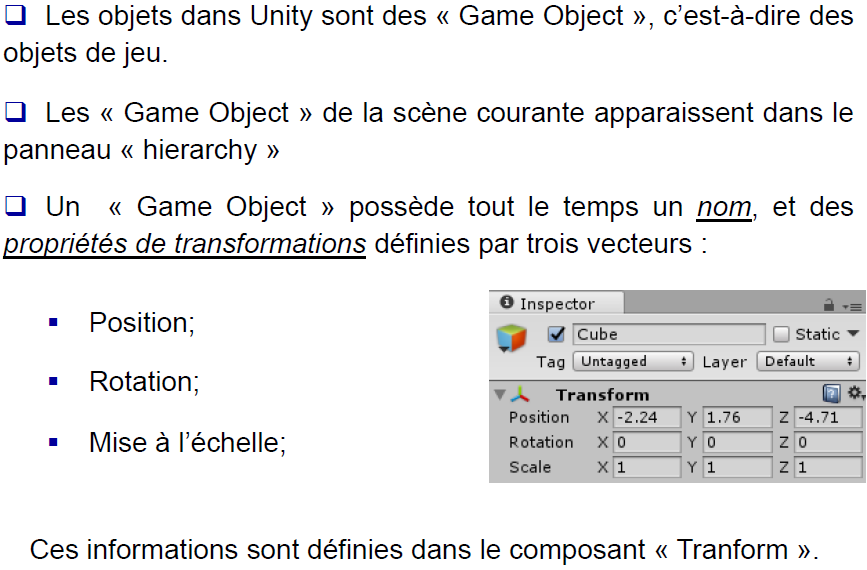 ❑ Les objets dans Unity sont des « Game Object », c’est-à-dire des
objets de jeu.
❑ Les « Game Object » de la scène courante apparaissent dans le
panneau « hierarchy »
❑ Un « Game Object » possède tout le temps un nom, et des
propriétés de transformations définies par trois vecteurs :
▪ Position;
▪ Rotation;
▪ Mise à l’échelle;
Inspector
Cube Static
Tag Untagged Layer Default
Transform
Position X -2.24 Y 1.76 Z -4.71
Rotation X 0 Y 0 Z 0
Scale X 1 Y 1 Z 1
Ces informations sont définies dans le composant « Tranform ».